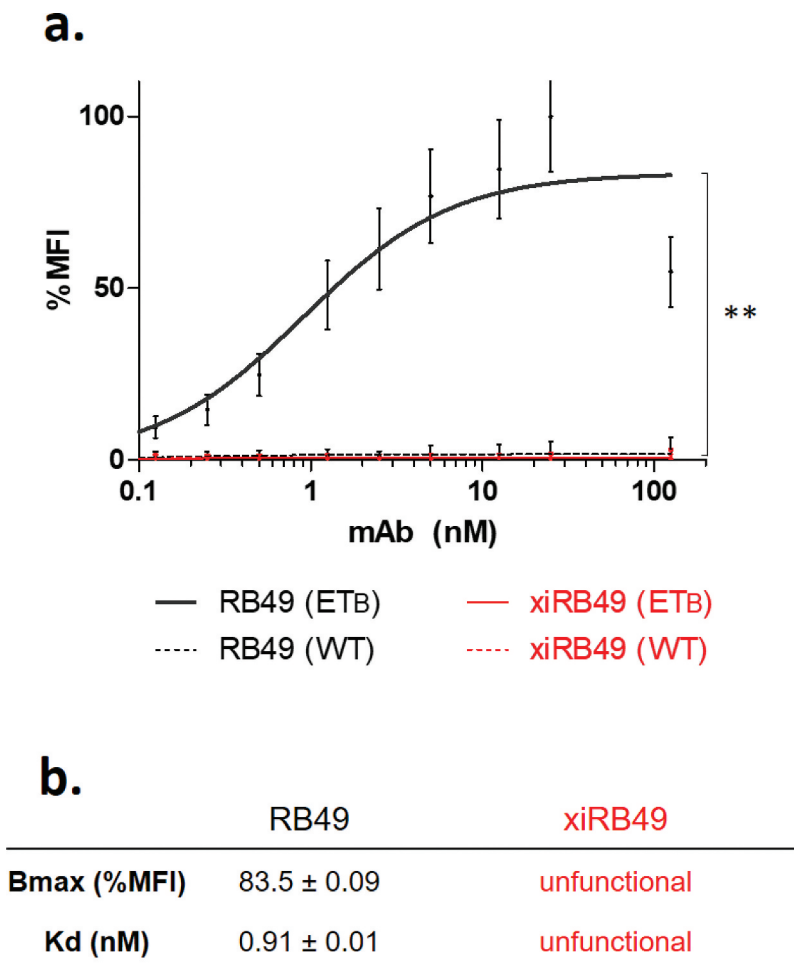 a.
100
50
0
% MFI
0.1 1 10 100
mAb (nM)
**
RB49 (ETB) xiRB49 (ETB)
RB49 (WT) xiRB49 (WT)
b.
RB49 xiRB49
Bmax (%MFI) 83.5 ± 0.09 unfunctional
Kd (nM) 0.91 ± 0.01 unfunctional